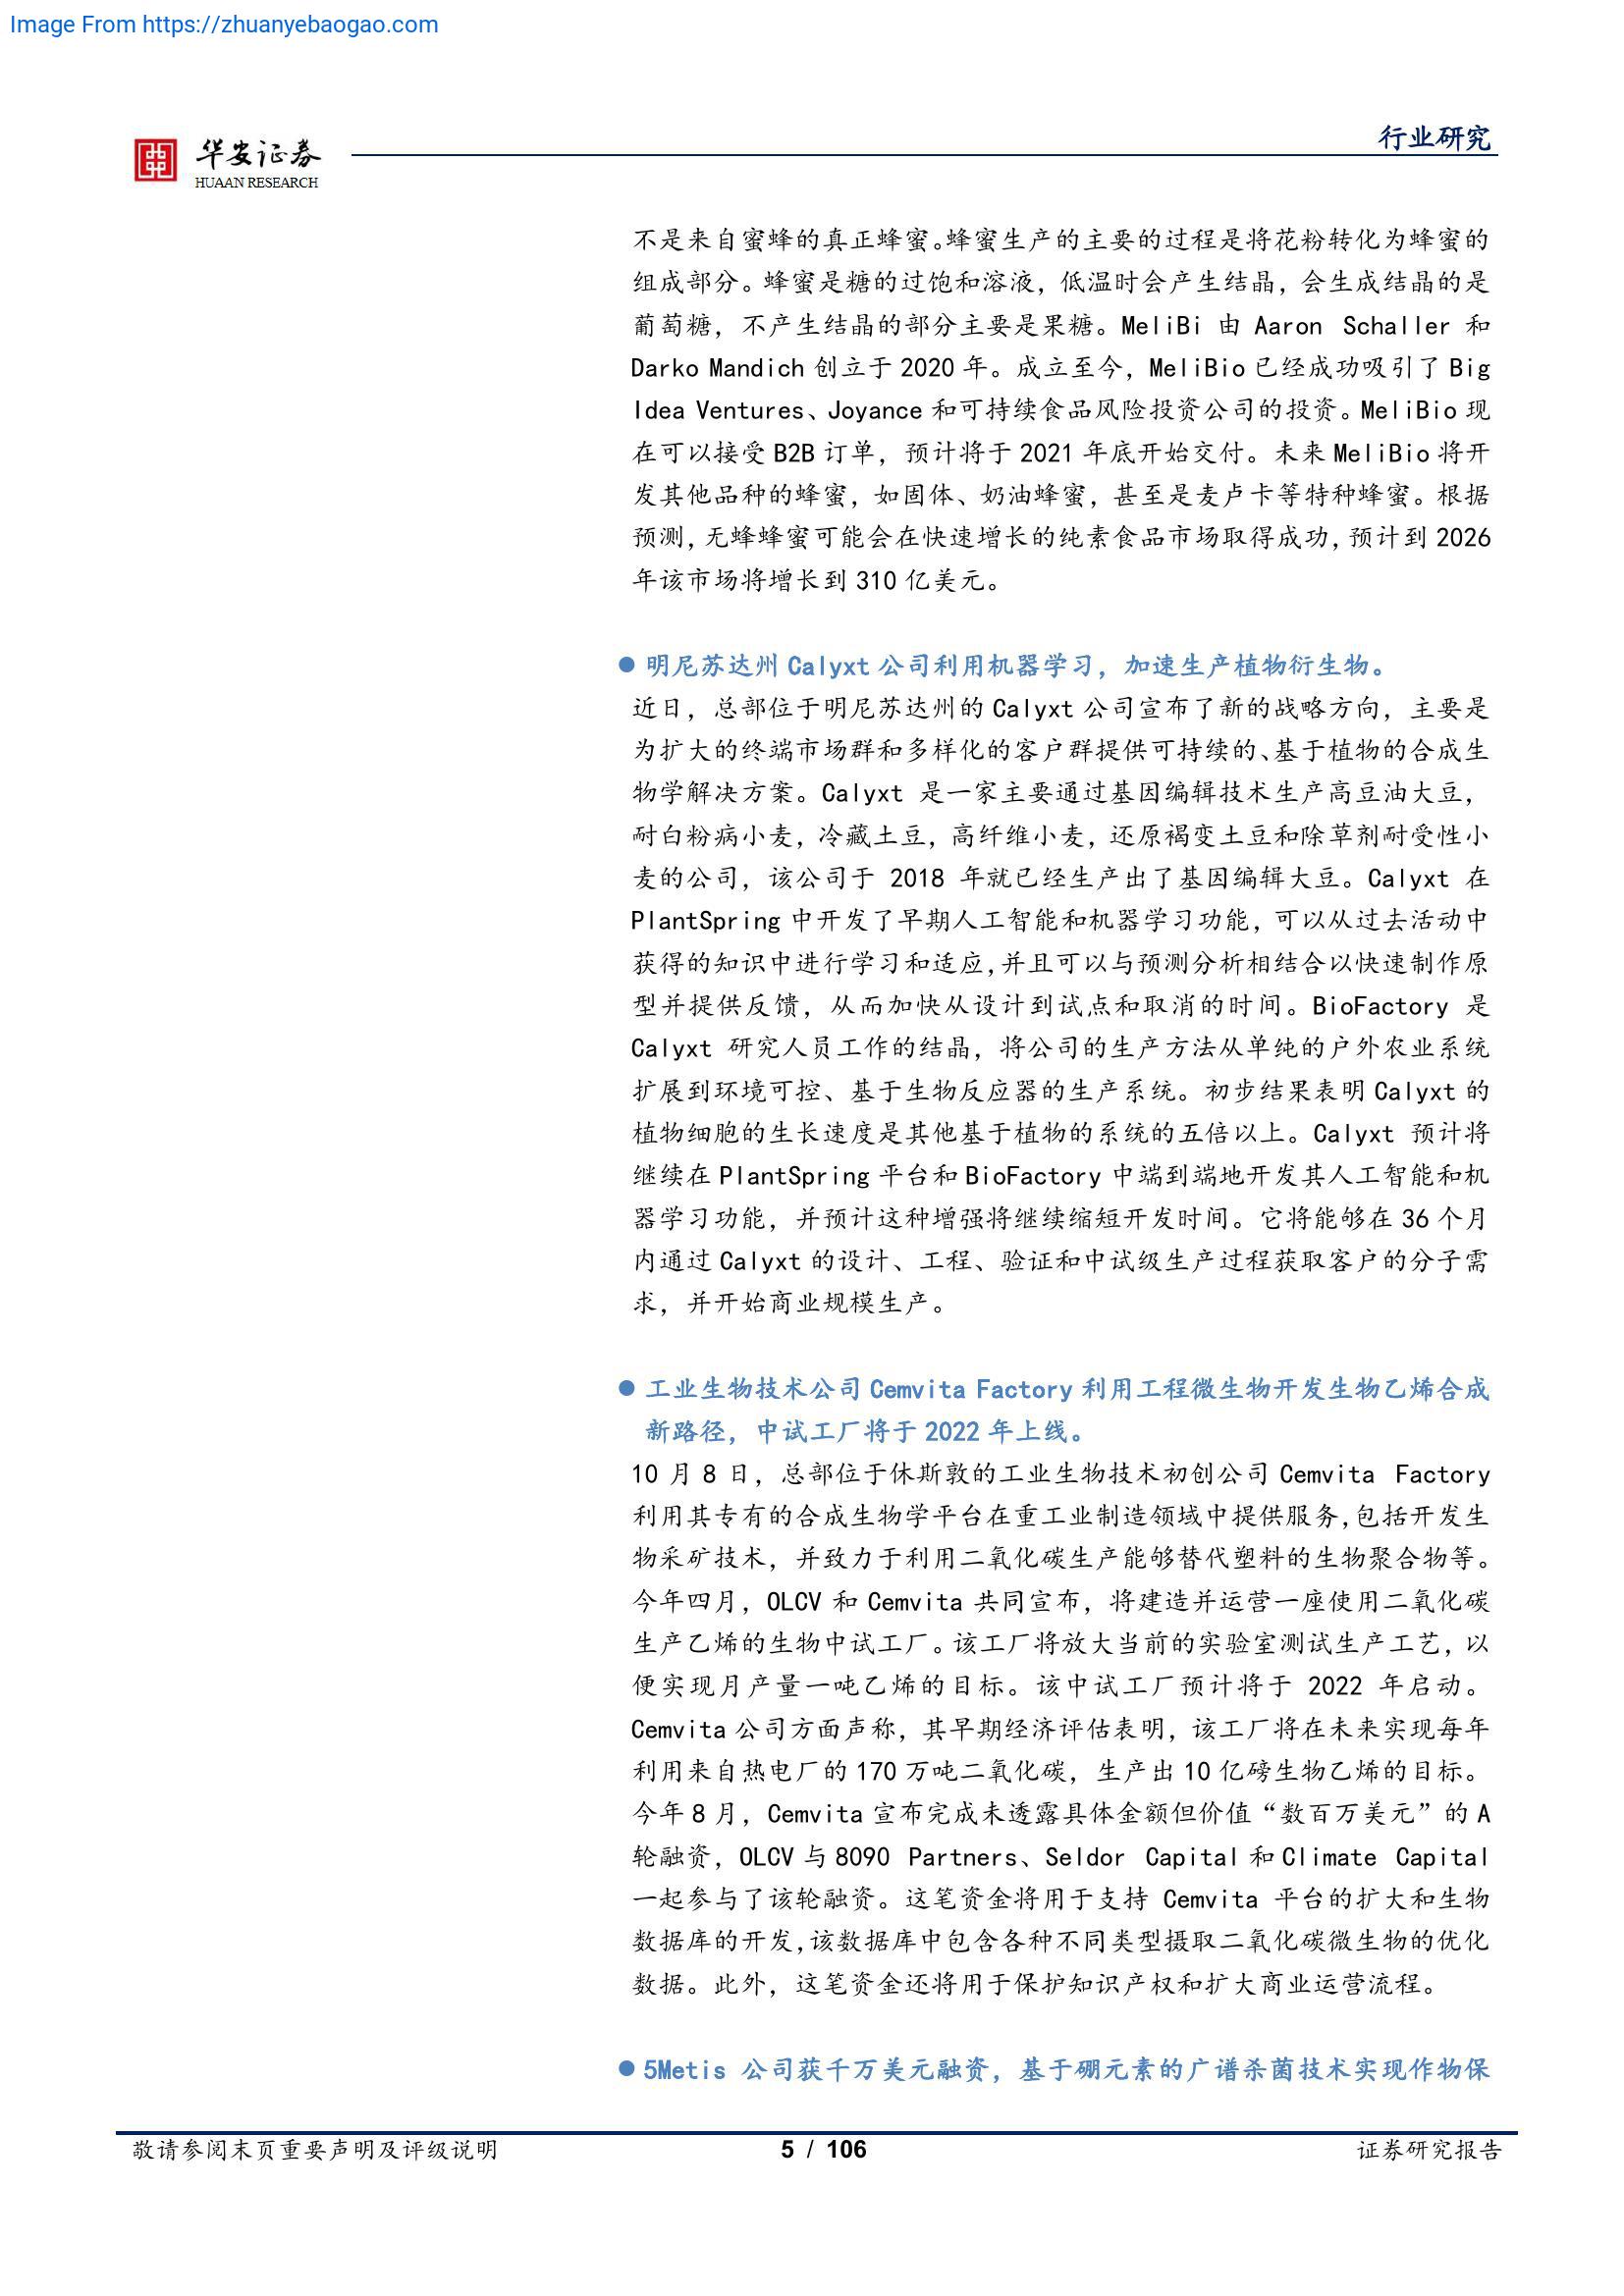 Image From https://zhuanyebaogao.com
华安证券
HUAAN RESEARCH
行业研究
不是来自蜜蜂的真正蜂蜜。蜂蜜生产的主要的过程是将花粉转化为蜂蜜的
组成部分。蜂蜜是糖的过饱和溶液，低温时会产生结晶，会生成结晶的是
葡萄糖，不产生结晶的部分主要是果糖。MeliBi 由 Aaron Schaller 和
Darko Mandich 创立于 2020 年。成立至今，MeliBio 已经成功吸引了 Big
Idea Ventures、Joyance 和可持续食品风险投资公司的投资。MeliBio 现
在可以接受 B2B 订单，预计将于 2021 年底开始交付。未来 MeliBio 将开
发其他品种的蜂蜜，如固体、奶油蜂蜜，甚至是麦卢卡等特种蜂蜜。根据
预测，无蜂蜂蜜可能会在快速增长的纯素食品市场取得成功，预计到 2026
年该市场将增长到 310 亿美元。
● 明尼苏达州 Calyxt 公司利用机器学习，加速生产植物衍生物。
近日，总部位于明尼苏达州的 Calyxt 公司宣布了新的战略方向，主要是
为扩大的终端市场群和多样化的客户群提供可持续的、基于植物的合成生
物学解决方案。Calyxt 是一家主要通过基因编辑技术生产高豆油大豆，
耐白粉病小麦，冷藏土豆，高纤维小麦，还原褐变土豆和除草剂耐受性小
麦的公司，该公司于 2018 年就已经生产出了基因编辑大豆。Calyxt 在
PlantSpring 中开发了早期人工智能和机器学习功能，可以从过去活动中
获得的知识中进行学习和适应，并且可以与预测分析相结合以快速制作原
型并提供反馈，从而加快从设计到试点和取消的时间。BioFactory 是
Calyxt 研究人员工作的结晶，将公司的生产方法从单纯的户外农业系统
扩展到环境可控、基于生物反应器的生产系统。初步结果表明 Calyxt 的
植物细胞的生长速度是其他基于植物的系统的五倍以上。Calyxt 预计将
继续在 PlantSpring 平台和 BioFactory 中端到端地开发其人工智能和机
器学习功能，并预计这种增强将继续缩短开发时间。它将能够在 36 个月
内通过 Calyxt 的设计、工程、验证和中试级生产过程获取客户的分子需
求，并开始商业规模生产。
● 工业生物技术公司 Cemvita Factory 利用工程微生物开发生物乙烯合成
新路径，中试工厂将于 2022 年上线。
10 月 8 日，总部位于休斯敦的工业生物技术初创公司 Cemvita Factory
利用其专有的合成生物学平台在重工业制造领域中提供服务，包括开发生
物采矿技术，并致力于利用二氧化碳生产能够替代塑料的生物聚合物等。
今年四月，OLCV 和 Cemvita 共同宣布，将建造并运营一座使用二氧化碳
生产乙烯的生物中试工厂。该工厂将放大当前的实验室测试生产工艺，以
便实现月产量一吨乙烯的目标。该中试工厂预计将于 2022 年启动。
Cemvita 公司方面声称，其早期经济评估表明，该工厂将在未来实现每年
利用来自热电厂的 170 万吨二氧化碳，生产出 10 亿磅生物乙烯的目标。
今年 8 月，Cemvita 宣布完成未透露具体金额但价值“数百万美元”的 A
轮融资，OLCV 与 8090 Partners、Seldor Capital 和 Climate Capital
一起参与了该轮融资。这笔资金将用于支持 Cemvita 平台的扩大和生物
数据库的开发，该数据库中包含各种不同类型摄取二氧化碳微生物的优化
数据。此外，这笔资金还将用于保护知识产权和扩大商业运营流程。
● 5Metis 公司获千万美元融资，基于硼元素的广谱杀菌技术实现作物保
敬请参阅末页重要声明及评级说明
5 / 106
证券研究报告